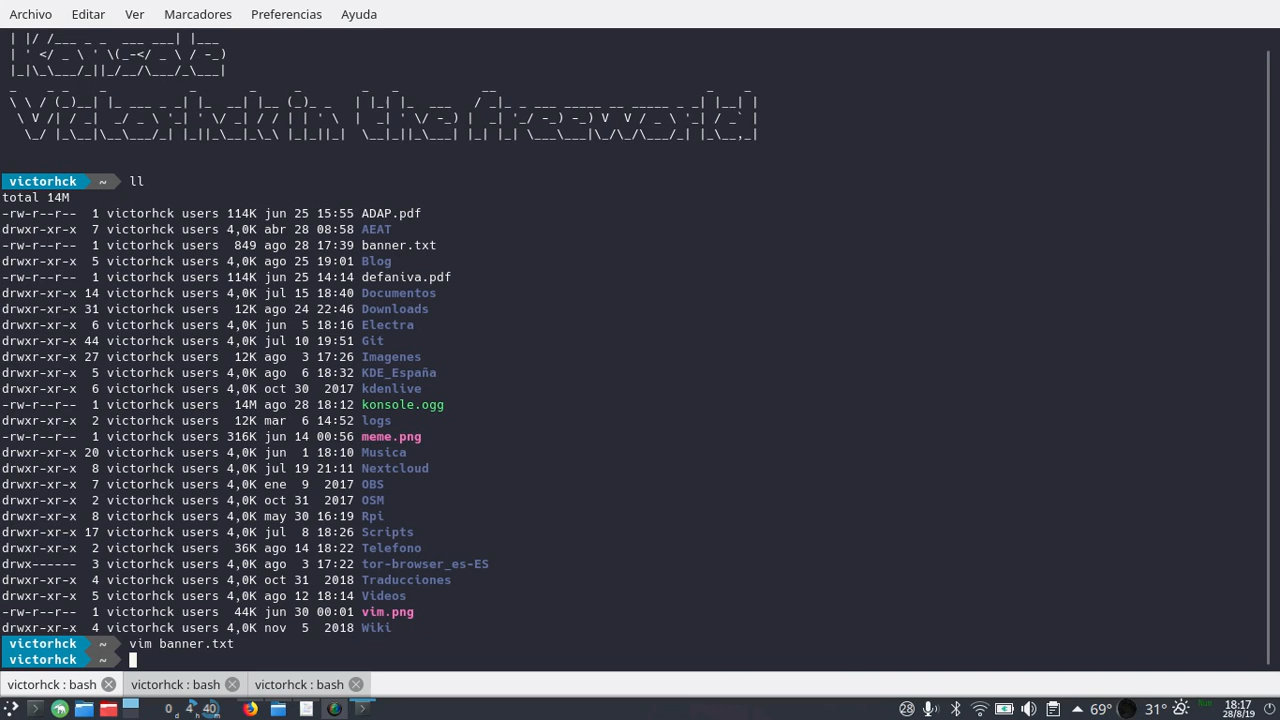 Archivo Editar Ver Marcadores Preferencias Ayuda
Konsole
Victorhck in the free world
victorhck ~ ll
total 14M
-rw-r--r-- 1 victorhck users 114K jun 25 15:55 ADAP.pdf
drwxr-xr-x 7 victorhck users 4,0K abr 28 08:58 AEAT
-rw-r--r-- 1 victorhck users 849 ago 28 17:39 banner.txt
drwxr-xr-x 5 victorhck users 4,0K ago 25 19:01 Blog
-rw-r--r-- 1 victorhck users 114K jun 25 14:14 defaniva.pdf
drwxr-xr-x 14 victorhck users 4,0K jul 15 18:40 Documentos
drwxr-xr-x 31 victorhck users 12K ago 24 22:46 Downloads
drwxr-xr-x 6 victorhck users 4,0K jun 5 18:16 Electra
drwxr-xr-x 44 victorhck users 4,0K jul 10 19:51 Git
drwxr-xr-x 27 victorhck users 12K ago 3 17:26 Imagenes
drwxr-xr-x 5 victorhck users 4,0K ago 6 18:32 KDE_España
drwxr-xr-x 6 victorhck users 4,0K oct 30 2017 kdenlive
-rw-r--r-- 1 victorhck users 14M ago 28 18:12 konsole.ogg
drwxr-xr-x 2 victorhck users 12K mar 6 14:52 logs
-rw-r--r-- 1 victorhck users 316K jun 14 00:56 meme.png
drwxr-xr-x 20 victorhck users 4,0K jun 1 18:10 Musica
drwxr-xr-x 8 victorhck users 4,0K jul 19 21:11 Nextcloud
drwxr-xr-x 7 victorhck users 4,0K ene 9 2017 OBS
drwxr-xr-x 2 victorhck users 4,0K oct 31 2017 OSM
drwxr-xr-x 8 victorhck users 4,0K may 30 16:19 Rpi
drwxr-xr-x 17 victorhck users 4,0K jul 8 18:26 Scripts
drwxr-xr-x 2 victorhck users 36K ago 14 18:22 Telefono
drwx------ 3 victorhck users 4,0K ago 3 17:22 tor-browser_es-ES
drwxr-xr-x 4 victorhck users 4,0K oct 31 2018 Traducciones
drwxr-xr-x 5 victorhck users 4,0K ago 12 18:14 Videos
-rw-r--r-- 1 victorhck users 44K jun 30 00:01 vim.png
drwxr-xr-x 4 victorhck users 4,0K nov 5 2018 Wiki
victorhck ~ vim banner.txt
victorhck ~
victorhck : bash victorhck : bash victorhck : bash
0 40 28 69° 31° 18:17
28/8/19